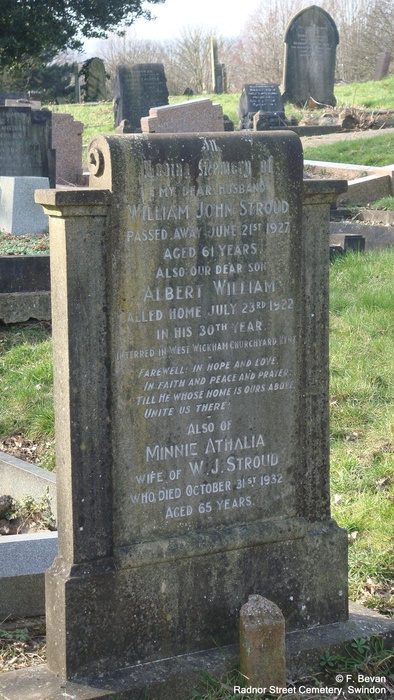 In
Loving Memory of
MY DEAR HUSBAND
WILLIAM JOHN STROUD
PASSED AWAY JUNE 21ST 1927
AGED 61 YEARS.
ALSO OUR DEAR SON
ALBERT WILLIAM
CALLED HOME JULY 23RD 1922
IN HIS 30TH YEAR.
INTERRED IN WEST WICKHAM CHURCHYARD KENT
FAREWELL: IN HOPE AND LOVE,
IN FAITH AND PEACE AND PRAYER,
TILL HE WHOSE HOME IS OURS ABOVE,
UNITE US THERE:
ALSO OF
MINNIE ATHALIA
WIFE OF W. J. STROUD
WHO DIED OCTOBER 31ST 1932
AGED 65 YEARS.
© F. Bevan
Radnor Street Cemetery, Swindon